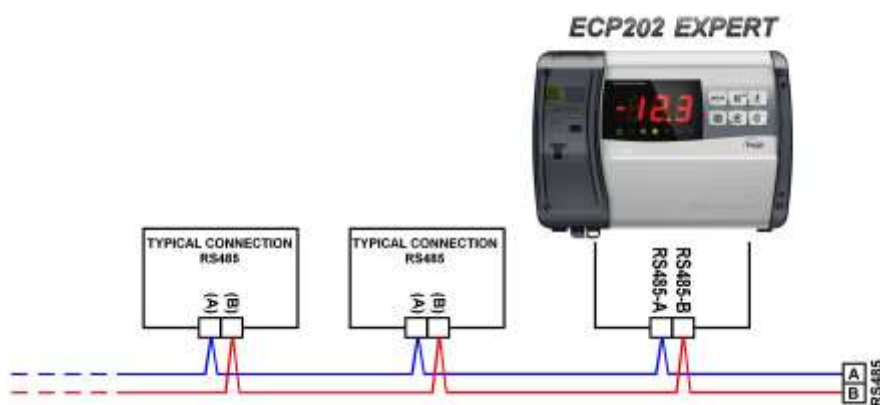 ECP202 EXPERT
-12.3
TYPICAL CONNECTION
RS485
(A)
(B)
TYPICAL CONNECTION
RS485
(A)
(B)
RS485-A
RS485-B
A
B
RS485